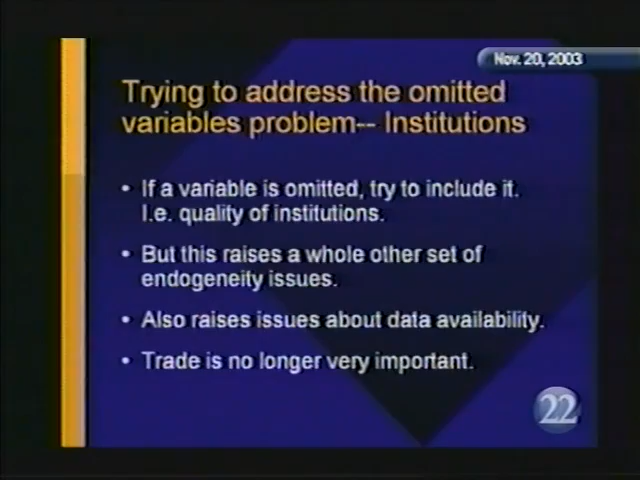 Nov. 20, 2003
Trying to address the omitted
variables problem-- Institutions
• If a variable is omitted, try to include it.
I.e. quality of institutions.
• But this raises a whole other set of
endogeneity issues.
• Also raises issues about data availability.
• Trade is no longer very important.
22